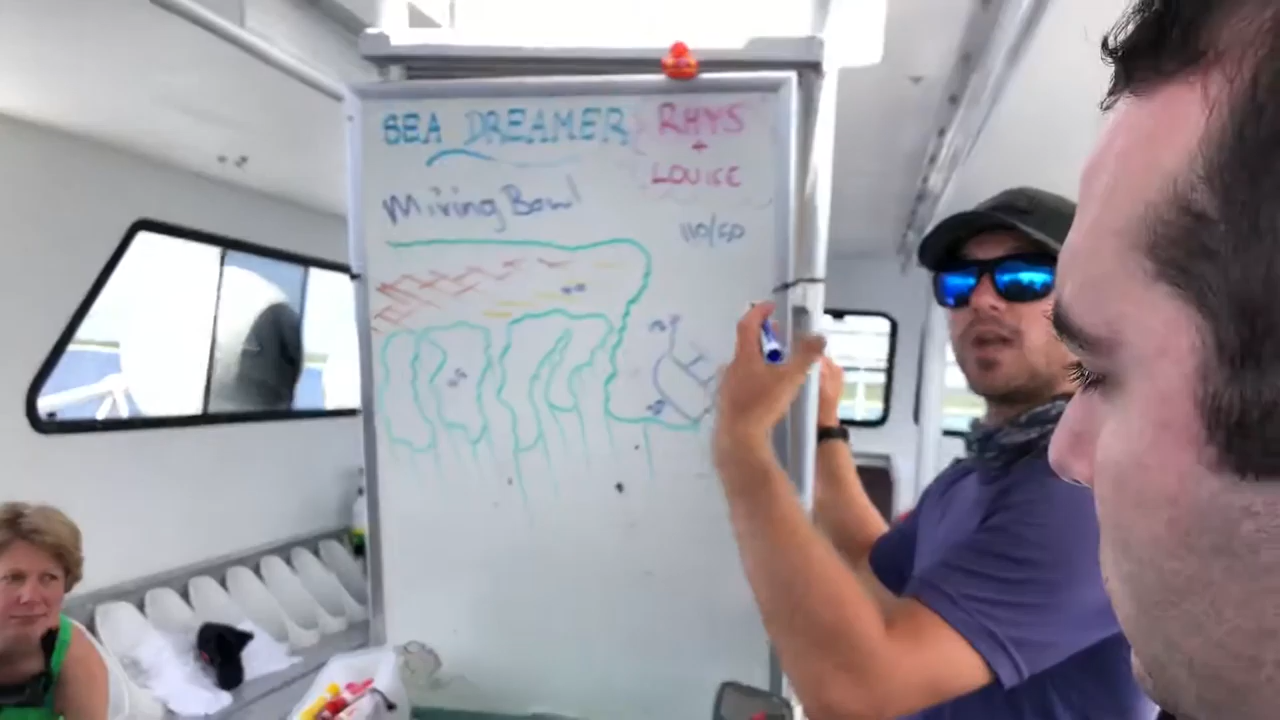 SEA DREAMER
RHYS
+
LOUISE
Mixing Bowl
110/50